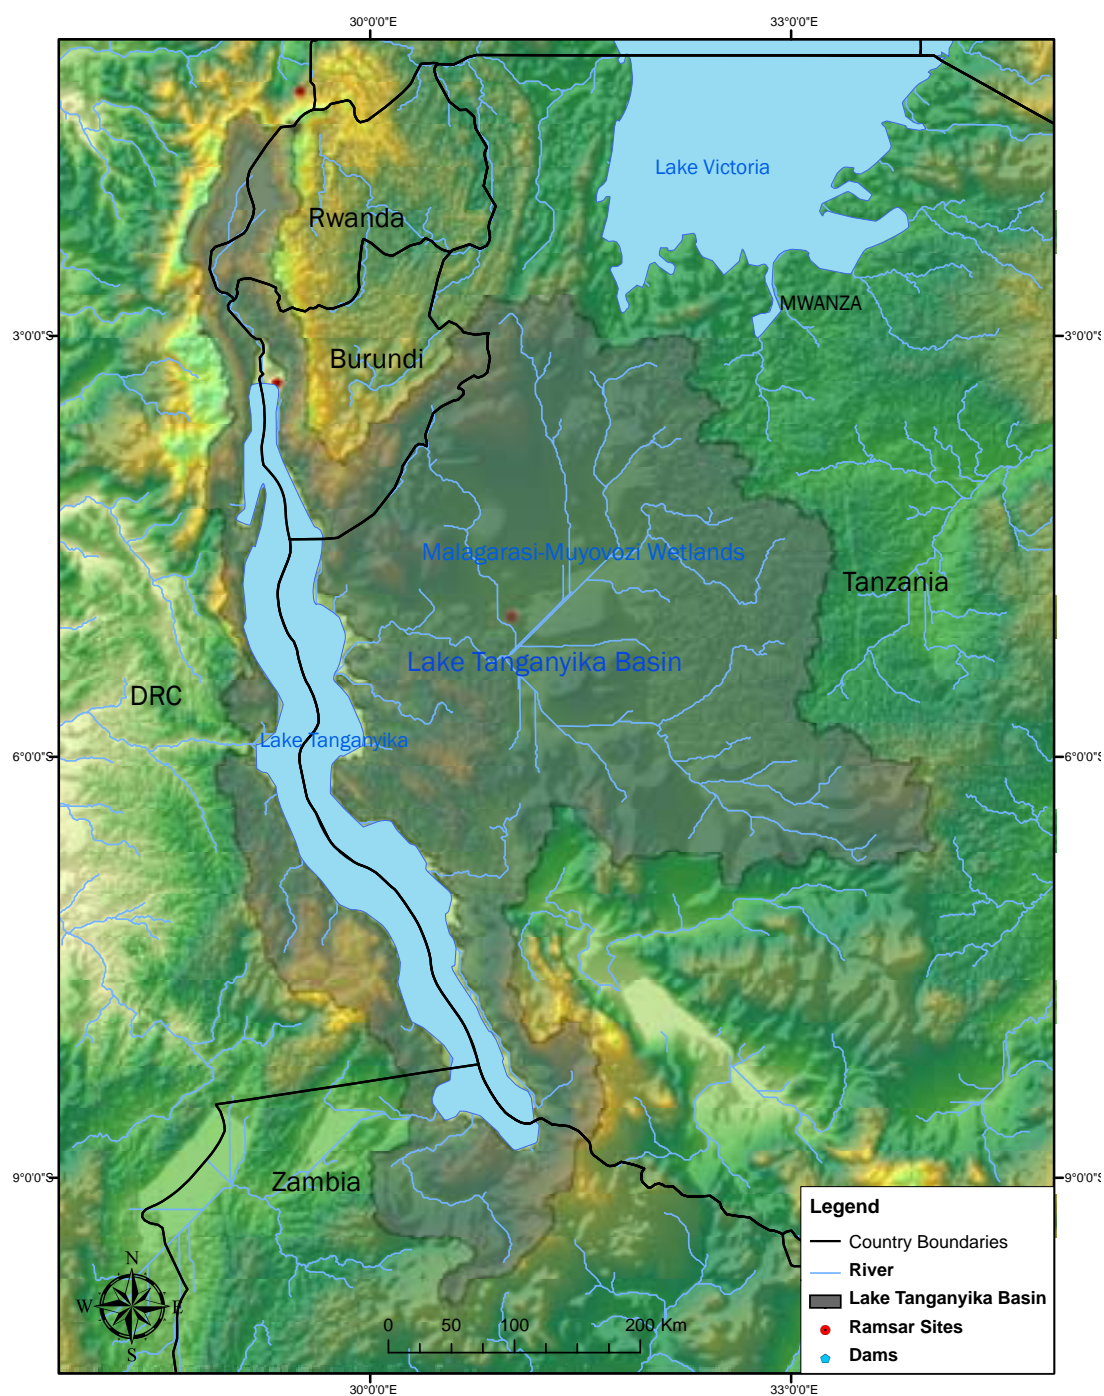 30°0'0"E
33°0'0"E
Lake Victoria
Rwanda
MWANZA
3°0'0"S
3°0'0"S
Burundi
Malagarasi-Muyovozi Wetlands
Tanzania
Lake Tanganyika Basin
DRC
Lake Tanganyika
6°0'0"S
6°0'0"S
9°0'0"S
9°0'0"S
Zambia
Legend
Country Boundaries
River
Lake Tanganyika Basin
Ramsar Sites
Dams
N
W
E
S
0
50
100
200 Km
30°0'0"E
33°0'0"E